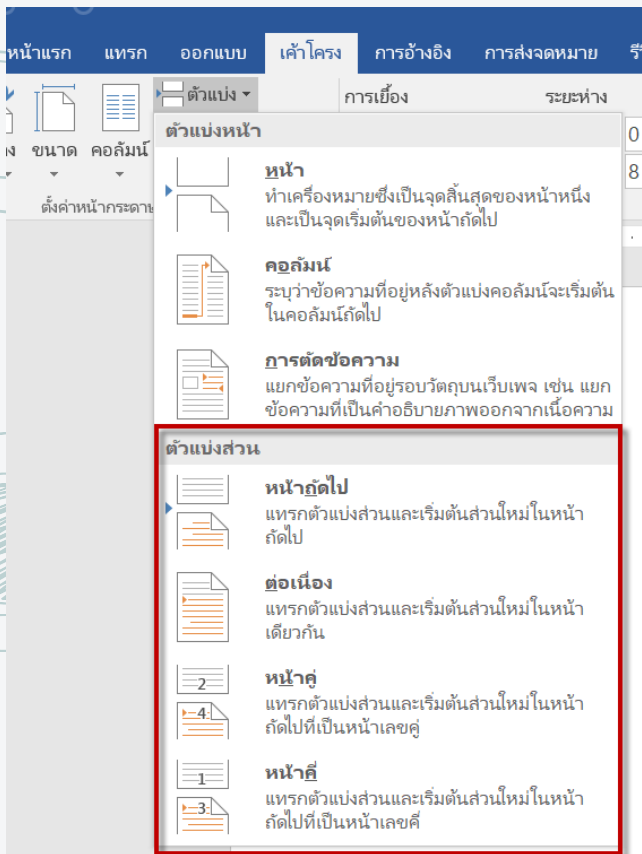 หน้าแรก แทรก ออกแบบ เค้าโครง การอ้างอิง การส่งจดหมาย
ตัวแบ่ง การเยื้อง ระยะห่าง
ขนาด คอลัมน์
0
8
ตั้งค่าหน้ากระดาษ
ตัวแบ่งหน้า
หน้า
ทำเครื่องหมายซึ่งเป็นจุดสิ้นสุดของหน้าหนึ่ง
และเป็นจุดเริ่มต้นของหน้าถัดไป
คอลัมน์
ระบุว่าข้อความที่อยู่หลังตัวแบ่งคอลัมน์จะเริ่มต้น
ในคอลัมน์ถัดไป
การตัดข้อความ
แยกข้อความที่อยู่รอบวัตถุบนเว็บเพจ เช่น แยก
ข้อความที่เป็นคำอธิบายภาพออกจากเนื้อความ
ตัวแบ่งส่วน
หน้าถัดไป
แทรกตัวแบ่งส่วนและเริ่มต้นส่วนใหม่ในหน้า
ถัดไป
ต่อเนื่อง
แทรกตัวแบ่งส่วนและเริ่มต้นส่วนใหม่ในหน้า
เดียวกัน
2
4
หน้าคู่
แทรกตัวแบ่งส่วนและเริ่มต้นส่วนใหม่ในหน้า
ถัดไปที่เป็นหน้าเลขคู่
1
3
หน้าคี่
แทรกตัวแบ่งส่วนและเริ่มต้นส่วนใหม่ในหน้า
ถัดไปที่เป็นหน้าเลขคี่